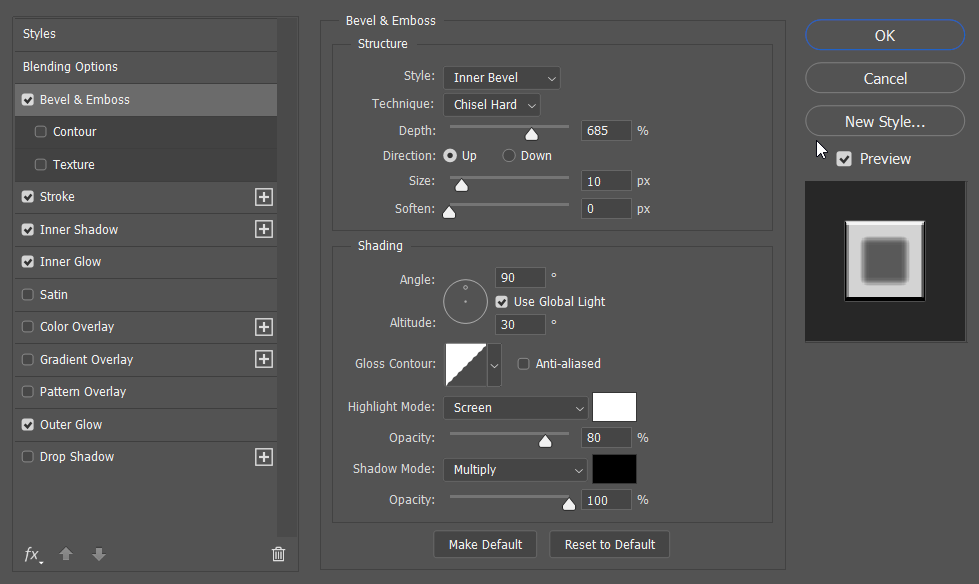 Styles
Blending Options
Bevel & Emboss
Contour
Texture
Stroke
Inner Shadow
Inner Glow
Satin
Color Overlay
Gradient Overlay
Pattern Overlay
Outer Glow
Drop Shadow
fx
Bevel & Emboss
Structure
Style: Inner Bevel
Technique: Chisel Hard
Depth: 685 %
Direction: Up Down
Size: 10 px
Soften: 0 px
Shading
Angle: 90 °
Use Global Light
Altitude: 30 °
Gloss Contour: Anti-aliased
Highlight Mode: Screen
Opacity: 80 %
Shadow Mode: Multiply
Opacity: 100 %
Make Default Reset to Default
OK
Cancel
New Style...
Preview